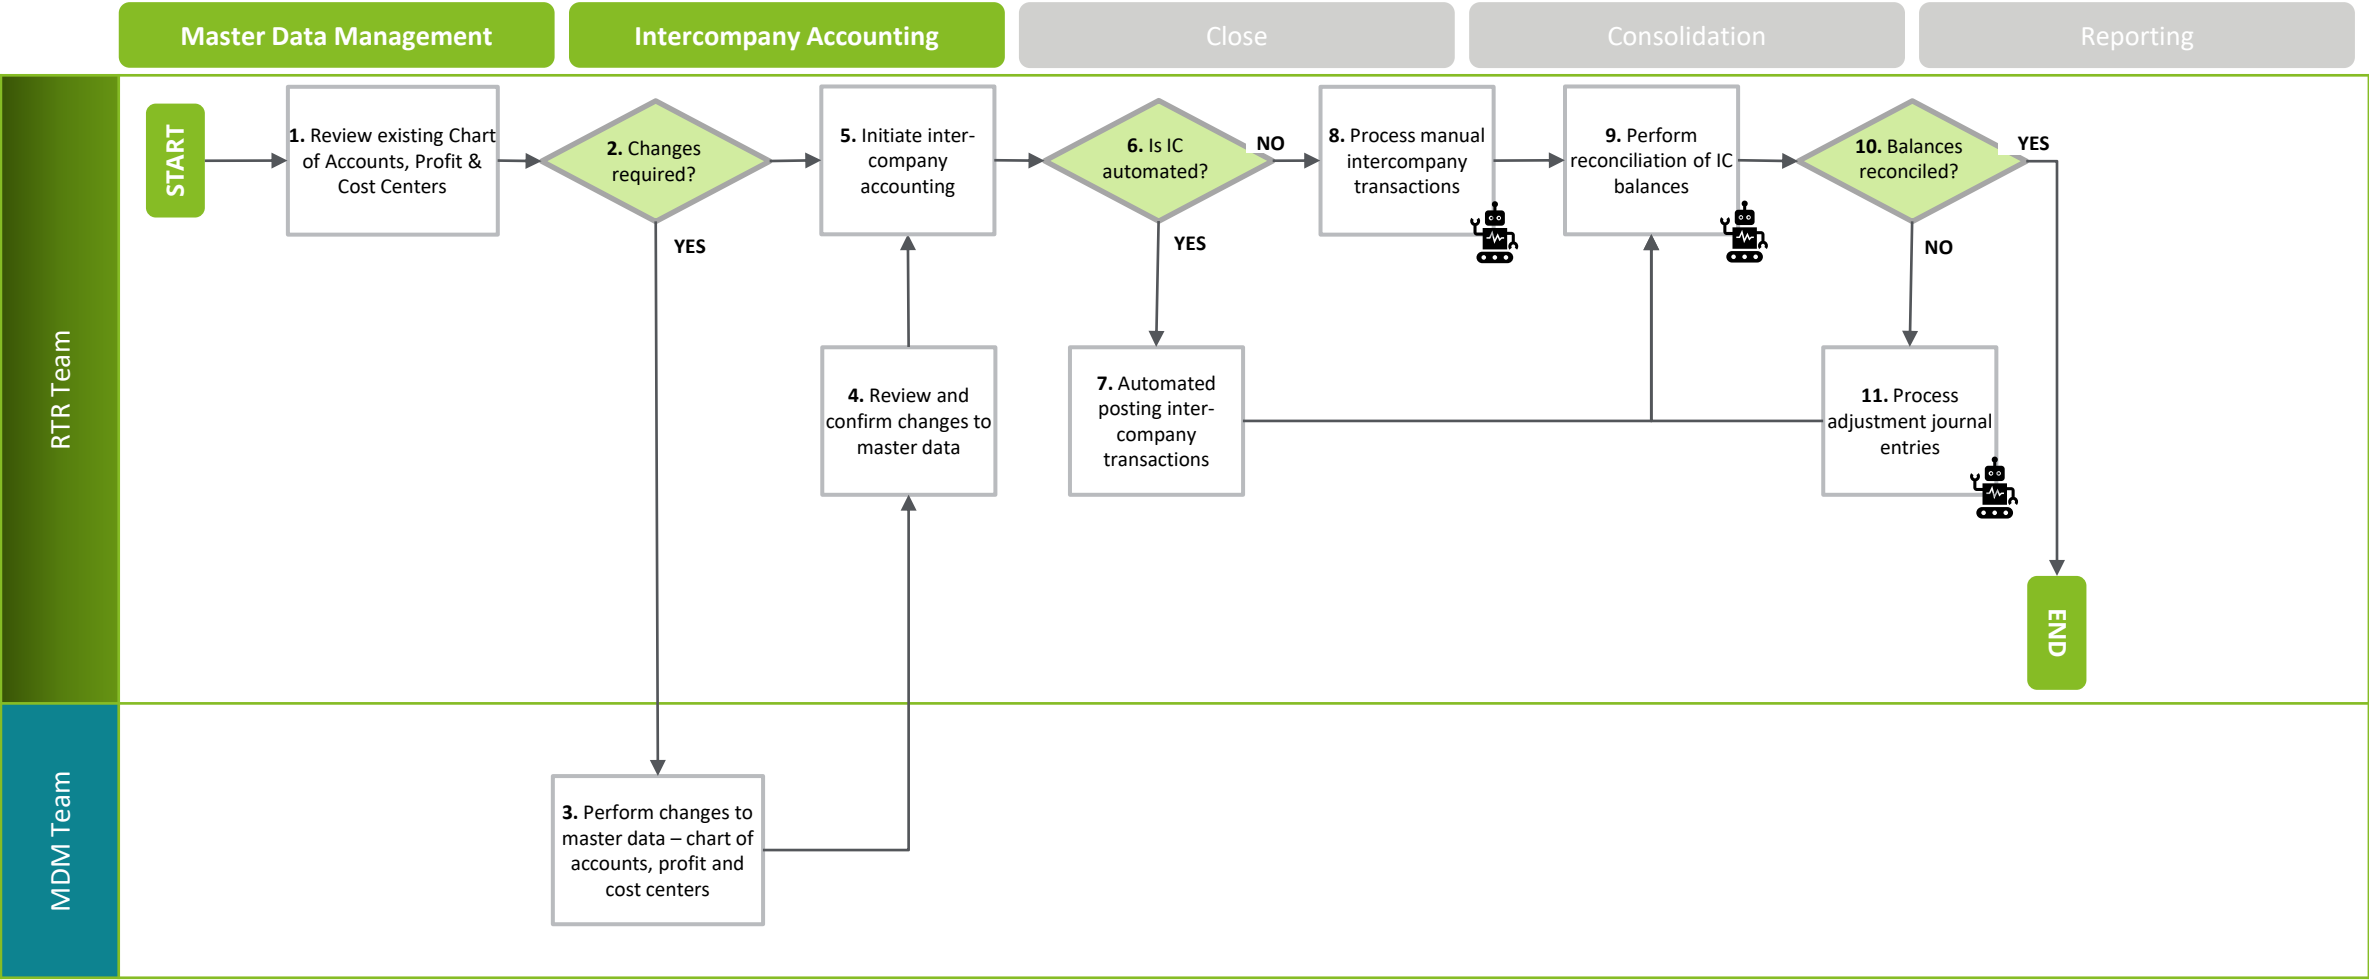 Master Data Management
Intercompany Accounting
Close
Consolidation
Reporting
RTR Team
START
1. Review existing Chart
of Accounts, Profit &
Cost Centers
2. Changes
required?
YES
5. Initiate inter-
company
accounting
6. Is IC
automated?
NO
YES
8. Process manual
intercompany
transactions
9. Perform
reconciliation of IC
balances
10. Balances
reconciled?
YES
NO
4. Review and
confirm changes to
master data
7. Automated
posting inter-
company
transactions
11. Process
adjustment journal
entries
END
MDM Team
3. Perform changes to
master data – chart of
accounts, profit and
cost centers